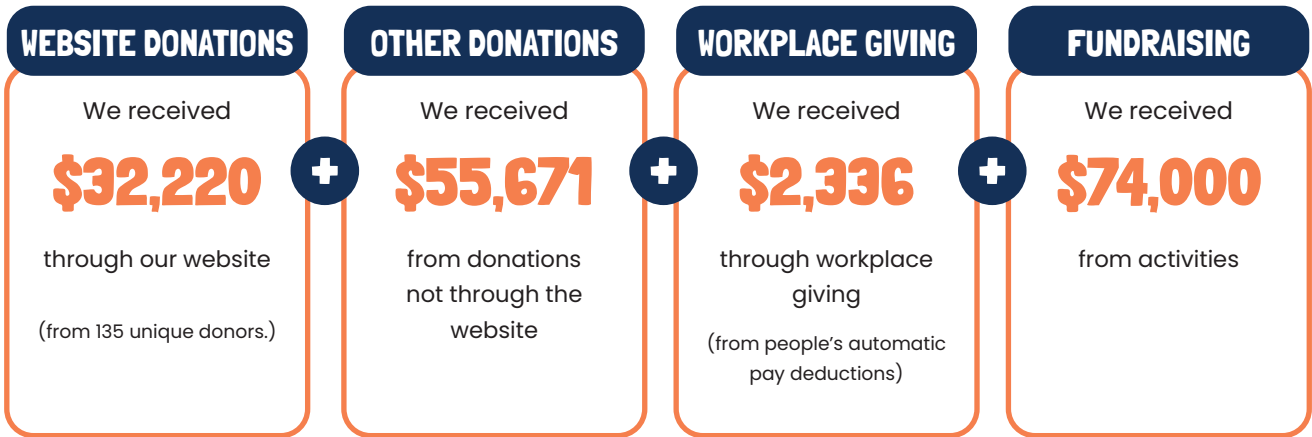 WEBSITE DONATIONS
We received
$32,220
through our website
(from 135 unique donors.)
+
OTHER DONATIONS
We received
$55,671
from donations
not through the
website
+
WORKPLACE GIVING
We received
$2,336
through workplace
giving
(from people's automatic
pay deductions)
+
FUNDRAISING
We received
$74,000
from activities